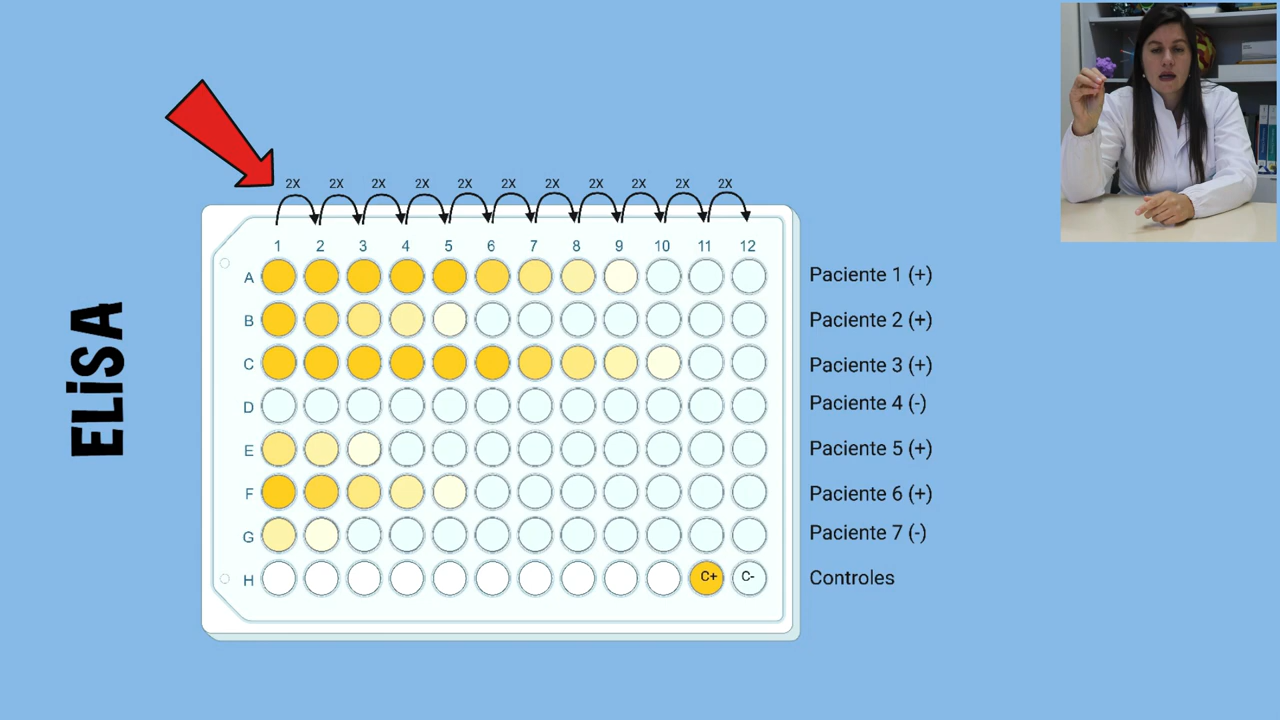 ELiSA
2X 2X 2X 2X 2X 2X 2X 2X 2X 2X 2X
1 2 3 4 5 6 7 8 9 10 11 12
A Paciente 1 (+)
B Paciente 2 (+)
C Paciente 3 (+)
D Paciente 4 (-)
E Paciente 5 (+)
F Paciente 6 (+)
G Paciente 7 (-)
H C+ C- Controles